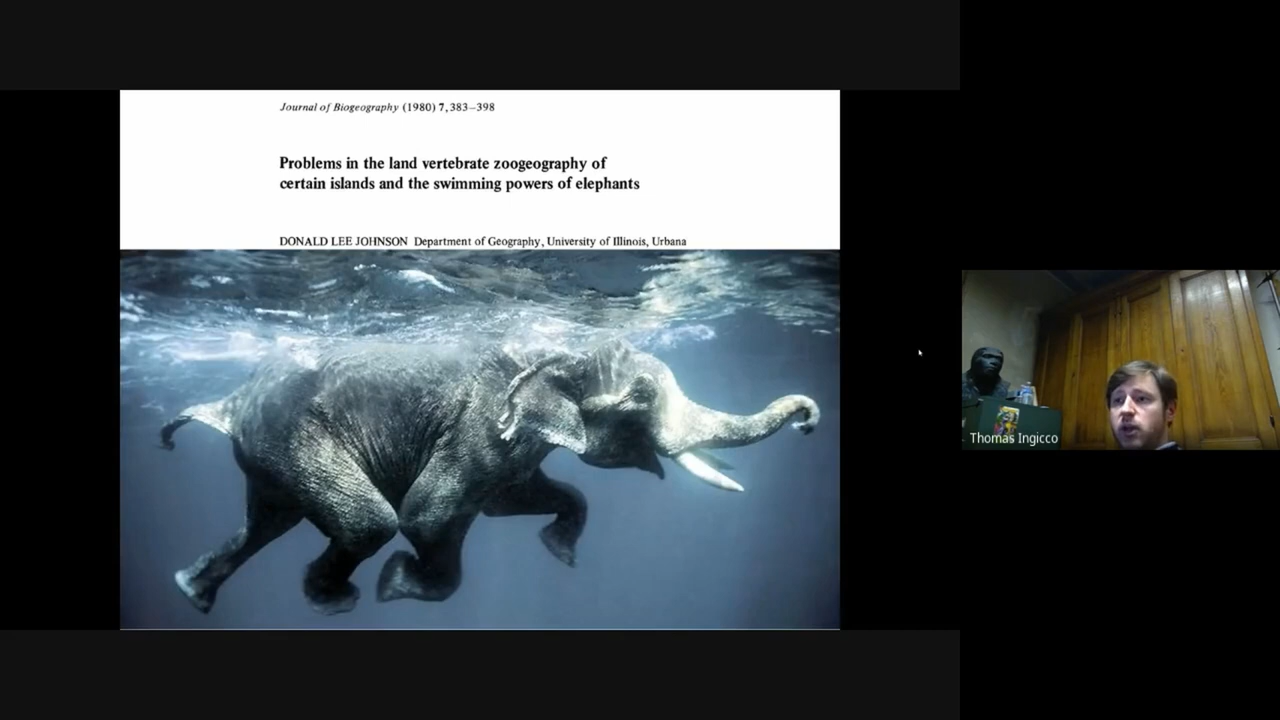 Journal of Biogeography (1980) 7, 383–398
Problems in the land vertebrate zoogeography of
certain islands and the swimming powers of elephants
DONALD LEE JOHNSON Department of Geography, University of Illinois, Urbana
Thomas Ingicco